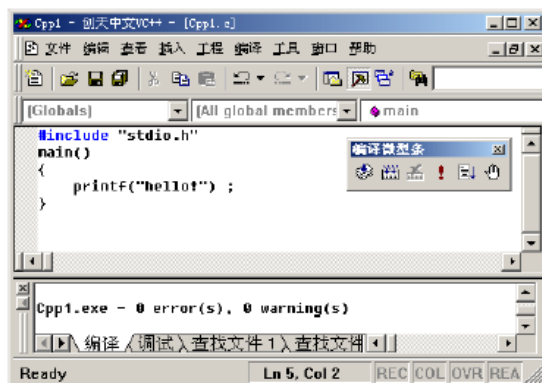 Cpp1 - 创天中文VC++ - [Cpp1.c]
文件 编辑 查看 插入 工程 编译 工具 窗口 帮助
(Globals) (All global members main
#include "stdio.h"
main()
{
printf("hello!") ;
}
编译微型条
Cpp1.exe - 0 error(s), 0 warning(s)
编译 调试 查找文件 1 查找文件
Ready Ln 5, Col 2 REC COL OVR REA